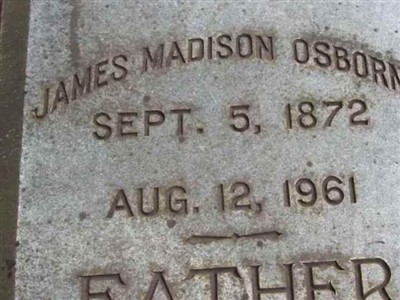 JAMES MADISON OSBORN
SEPT. 5, 1872
AUG. 12, 1961
FATHER